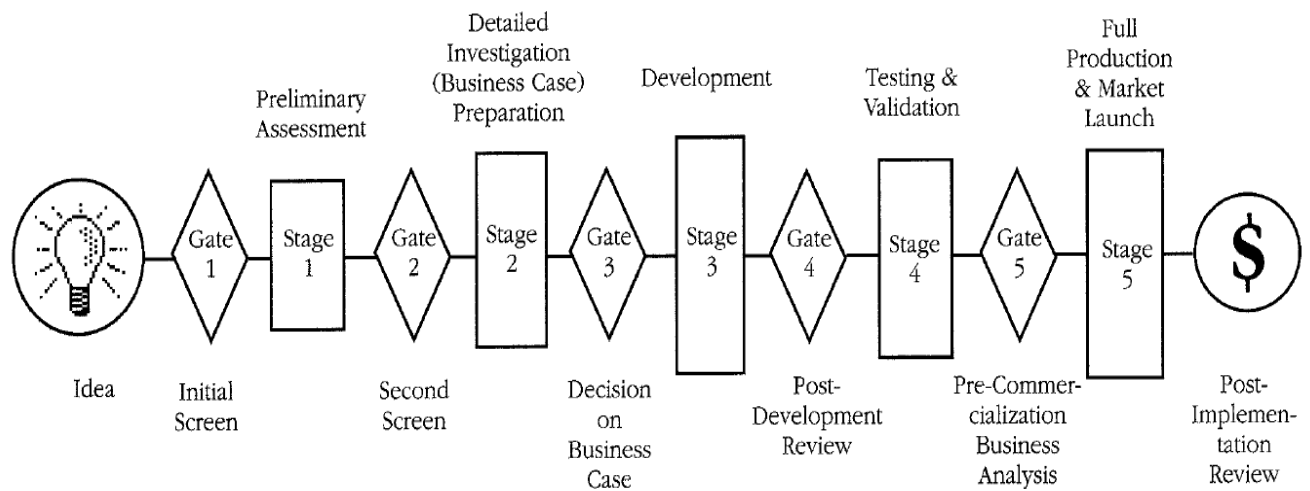 Preliminary
Assessment
Detailed
Investigation
(Business Case)
Preparation
Development
Testing &
Validation
Full
Production
& Market
Launch
Gate
1
Stage
1
Gate
2
Stage
2
Gate
3
Stage
3
Gate
4
Stage
4
Gate
5
Stage
5
$
Idea
Initial
Screen
Second
Screen
Decision
on
Business
Case
Post-
Development
Review
Pre-Commer-
cialization
Business
Analysis
Post-
Implemen-
tation
Review